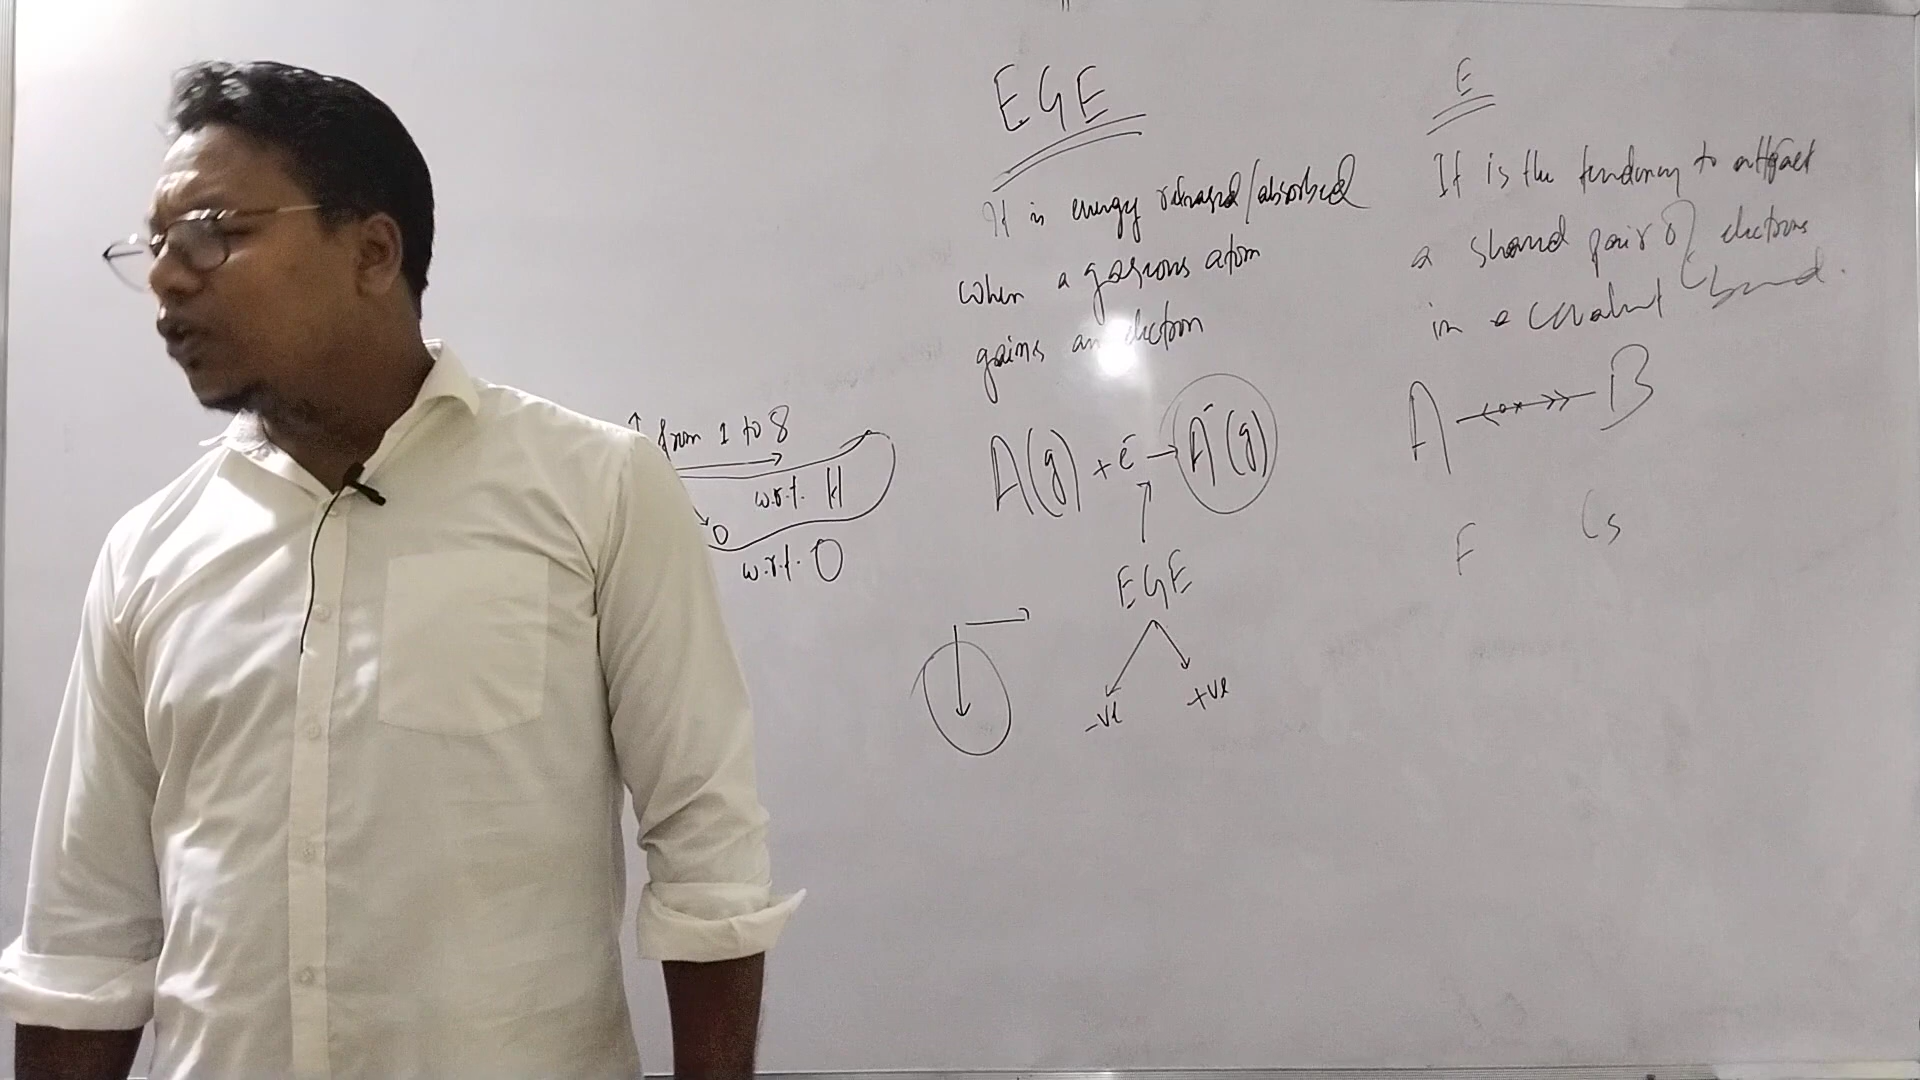 EGE
It is energy released/absorbed
when a gaseous atom
gains an electron
A(g) + e⁻ → A⁻(g)
EGE
-ve +ve
E
It is the tendency to attract
a shared pair of electrons
in a covalent bond.
A B
F Cs
↑ from 1 to 8
w.r.t. H
O
w.r.t. O